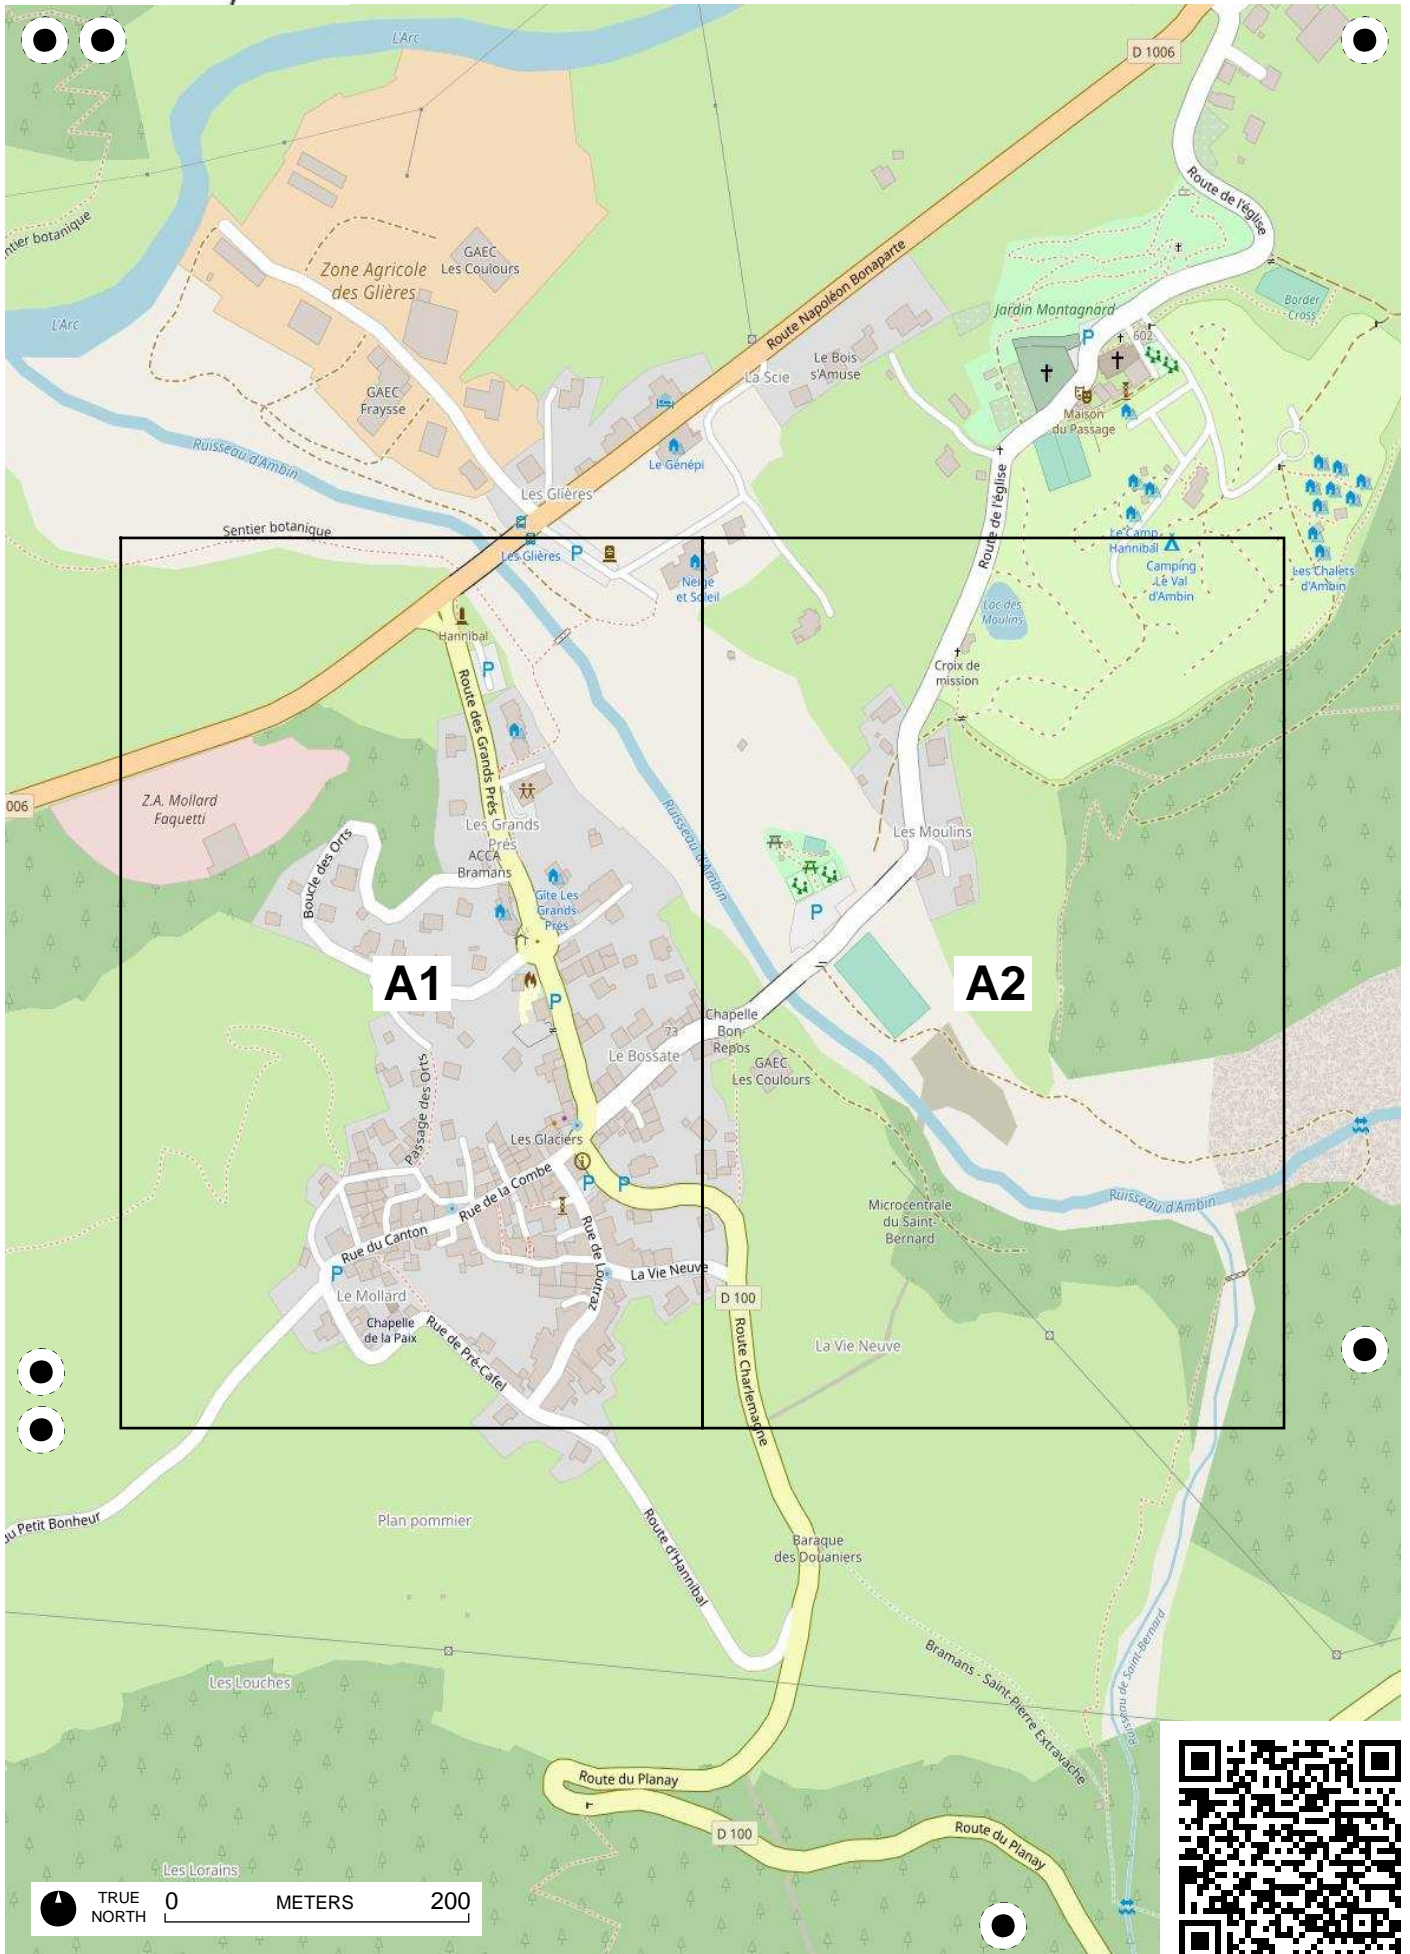 L'Arc
D 1006
Route de l'église
Sentier botanique
GAEC
Les Coulours
Zone Agricole
des Glières
Route Napoléon Bonaparte
Border
Cross
Jardin Montagnard
L'Arc
602
Le Bois
s'Amuse
La Scie
GAEC
Fraysse
Maison
du Passage
Ruisseau d'Ambin
Le Génépi
Route de l'église
Les Glières
Sentier botanique
Les Glières
Le Camp
Hannibal
Camping
Le Val
d'Ambin
Les Chalets
d'Ambin
Neige
et Soleil
Lac des
Moulins
Hannibal
Croix de
mission
Route des Grands Prés
006
Z.A. Mollard
Faquetti
Les Grands
Prés
Ruisseau d'Ambin
Les Moulins
Boucle des Orts
ACCA
Bramans
Gîte Les
Grands
Prés
P
A1
A2
Chapelle
Bon
Repos
73
Le Bossate
GAEC
Les Coulours
Passage des Orts
Les Glaciers
Rue de la Combe
Microcentrale
du Saint-
Bernard
Ruisseau d'Ambin
Rue du Canton
Rue de Loutraz
La Vie Neuve
Le Mollard
D 100
Chapelle
de la Paix
Rue de Pré-Cafel
Route Charlemagne
La Vie Neuve
au Petit Bonheur
Plan pommier
Route d'Hannibal
Baraque
des Douaniers
Bramans - Saint-Pierre Extravache
Ruisseau de Saint-Bernard
Les Louches
Route du Planay
D 100
Route du Planay
Les Lorains
TRUE
NORTH
0 METERS 200